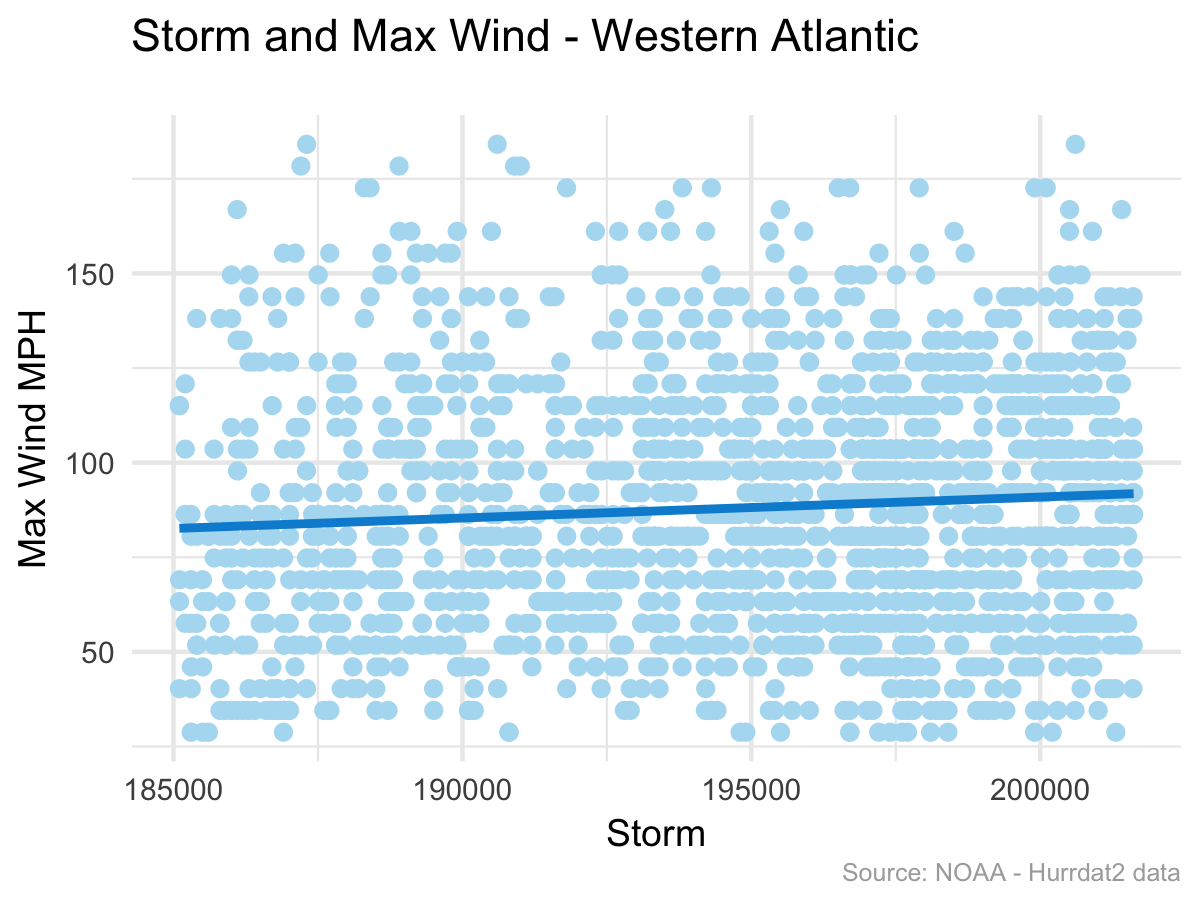 Storm and Max Wind - Western Atlantic
Max Wind MPH
150
100
50
185000
190000
195000
200000
Storm
Source: NOAA - Hurrdat2 data